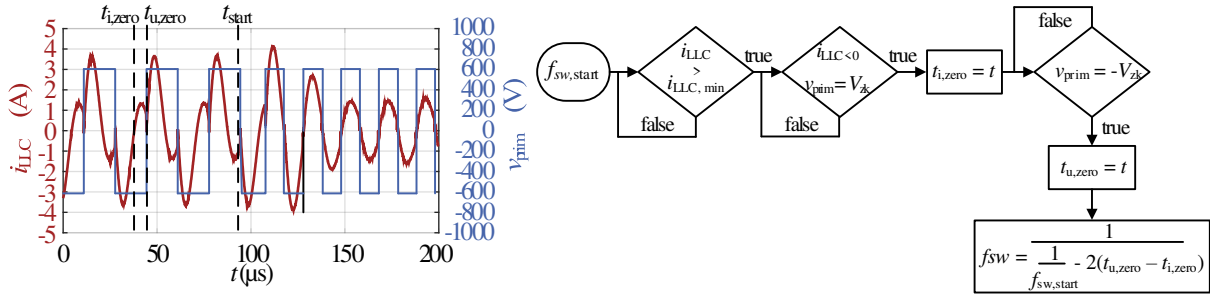 t_i,zero t_u,zero t_start
5 4 3 2 1 0 -1 -2 -3 -4 -5
i_LLC (A)
1000 800 600 400 200 0 -200 -400 -600 -800 -1000
v_prim (V)
0 50 100 150 200
t (μs)
f_sw,start
i_LLC
>
i_LLC, min
true
false
i_LLC<0
v_prim = V_zk
true
false
t_i,zero = t
false
v_prim = -V_zk
true
t_u,zero = t
fsw = 1 / (1/f_sw,start - 2(t_u,zero – t_i,zero))